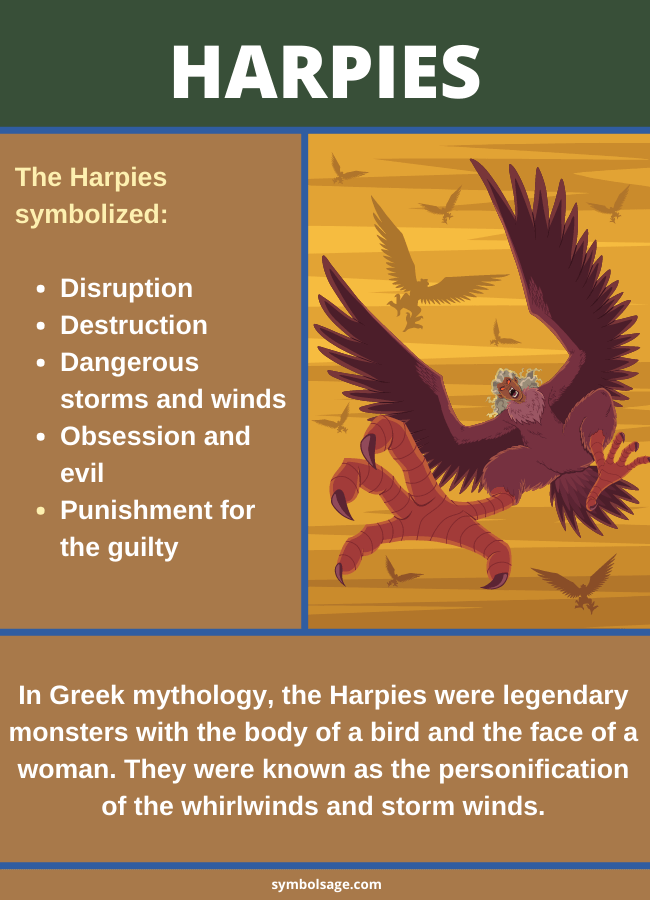 HARPIES
The Harpies
symbolized:
• Disruption
• Destruction
• Dangerous
storms and winds
• Obsession and
evil
• Punishment for
the guilty
In Greek mythology, the Harpies were legendary
monsters with the body of a bird and the face of a
woman. They were known as the personification
of the whirlwinds and storm winds.
symbolsage.com